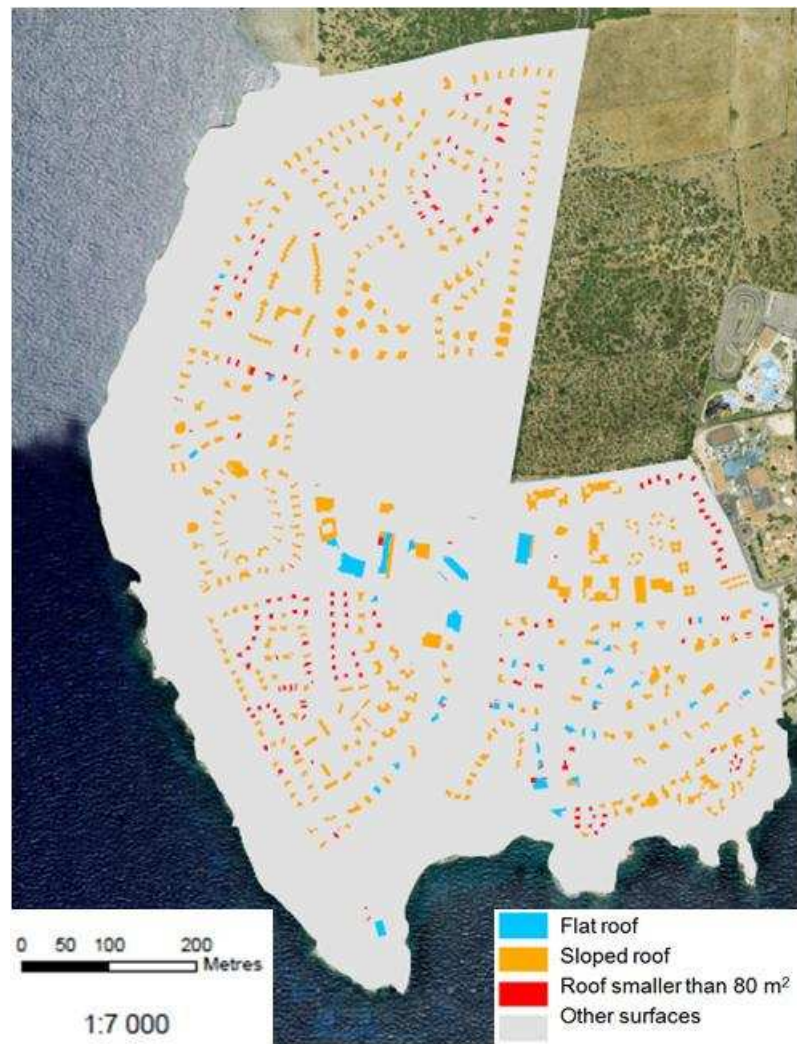 0 50 100 200
Metres
1:7 000
Flat roof
Sloped roof
Roof smaller than 80 m²
Other surfaces